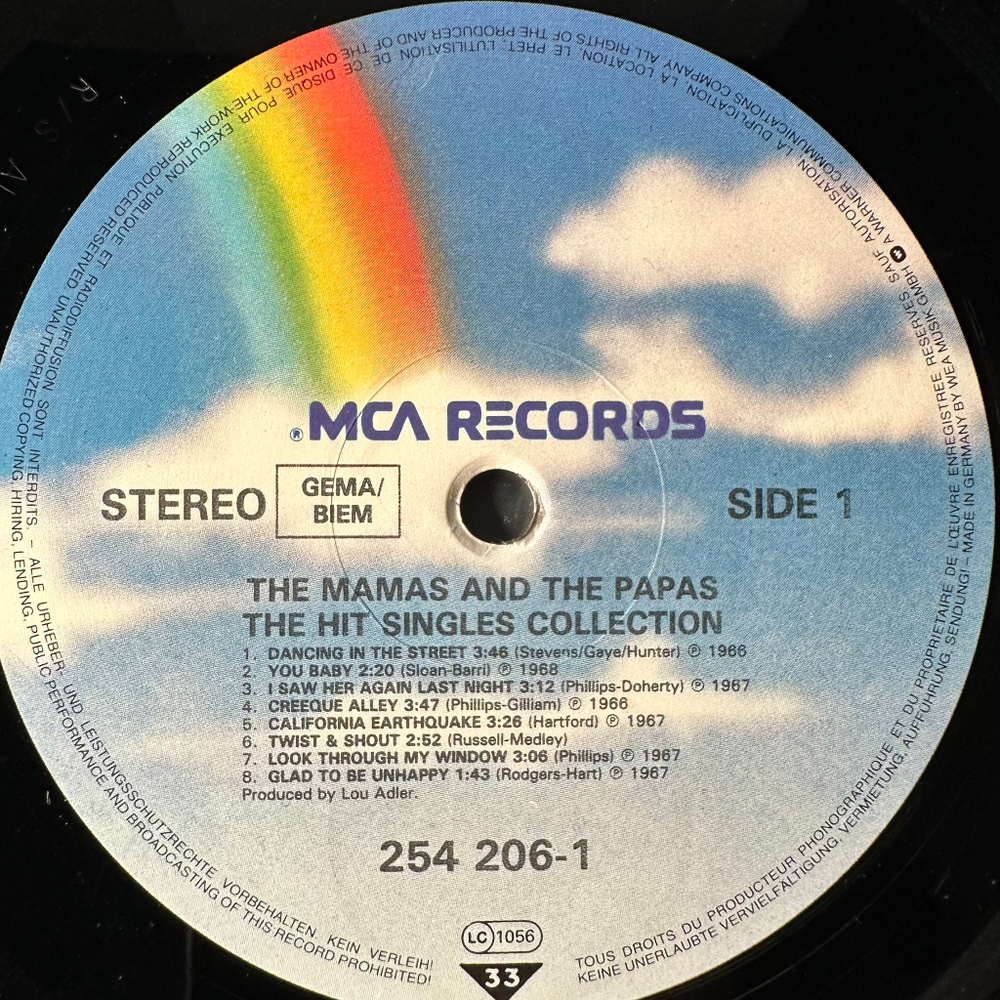 ® MCA RECORDS
STEREO
GEMA/
BIEM
SIDE 1
THE MAMAS AND THE PAPAS
THE HIT SINGLES COLLECTION
1. DANCING IN THE STREET 3:46 (Stevens/Gaye/Hunter) ℗ 1966
2. YOU BABY 2:20 (Sloan-Barri) ℗ 1968
3. I SAW HER AGAIN LAST NIGHT 3:12 (Phillips-Doherty) ℗ 1967
4. CREEQUE ALLEY 3:47 (Phillips-Gilliam) ℗ 1966
5. CALIFORNIA EARTHQUAKE 3:26 (Hartford) ℗ 1967
6. TWIST & SHOUT 2:52 (Russell-Medley)
7. LOOK THROUGH MY WINDOW 3:06 (Phillips) ℗ 1967
8. GLAD TO BE UNHAPPY 1:43 (Rodgers-Hart) ℗ 1967
Produced by Lou Adler.
254 206-1
LC 1056
33
TOUS DROITS DU PRODUCTEUR PHONOGRAPHIQUE ET DU PROPRIETAIRE DE L'ŒUVRE ENREGISTREE RESERVES SAUF AUTORISATION. LA DUPLICATION, LA LOCATION, LE PRET, L'UTILISATION DE CE DISQUE POUR EXECUTION PUBLIQUE ET RADIODIFFUSION SONT INTERDITS. – ALLE URHEBER- UND LEISTUNGSSCHUTZRECHTE VORBEHALTEN KEIN VERLEIH!
KEINE UNERLAUBTE VERVIELFÄLTIGUNG, VERMIETUNG, AUFFÜHRUNG, SENDUNG! – MADE IN GERMANY BY WEA MUSIK GMBH A WARNER COMMUNICATIONS COMPANY ALL RIGHTS OF THE PRODUCER AND OF THE OWNER OF THE WORK REPRODUCED RESERVED UNAUTHORIZED COPYING, HIRING, LENDING, PUBLIC PERFORMANCE AND BROADCASTING OF THIS RECORD PROHIBITED!